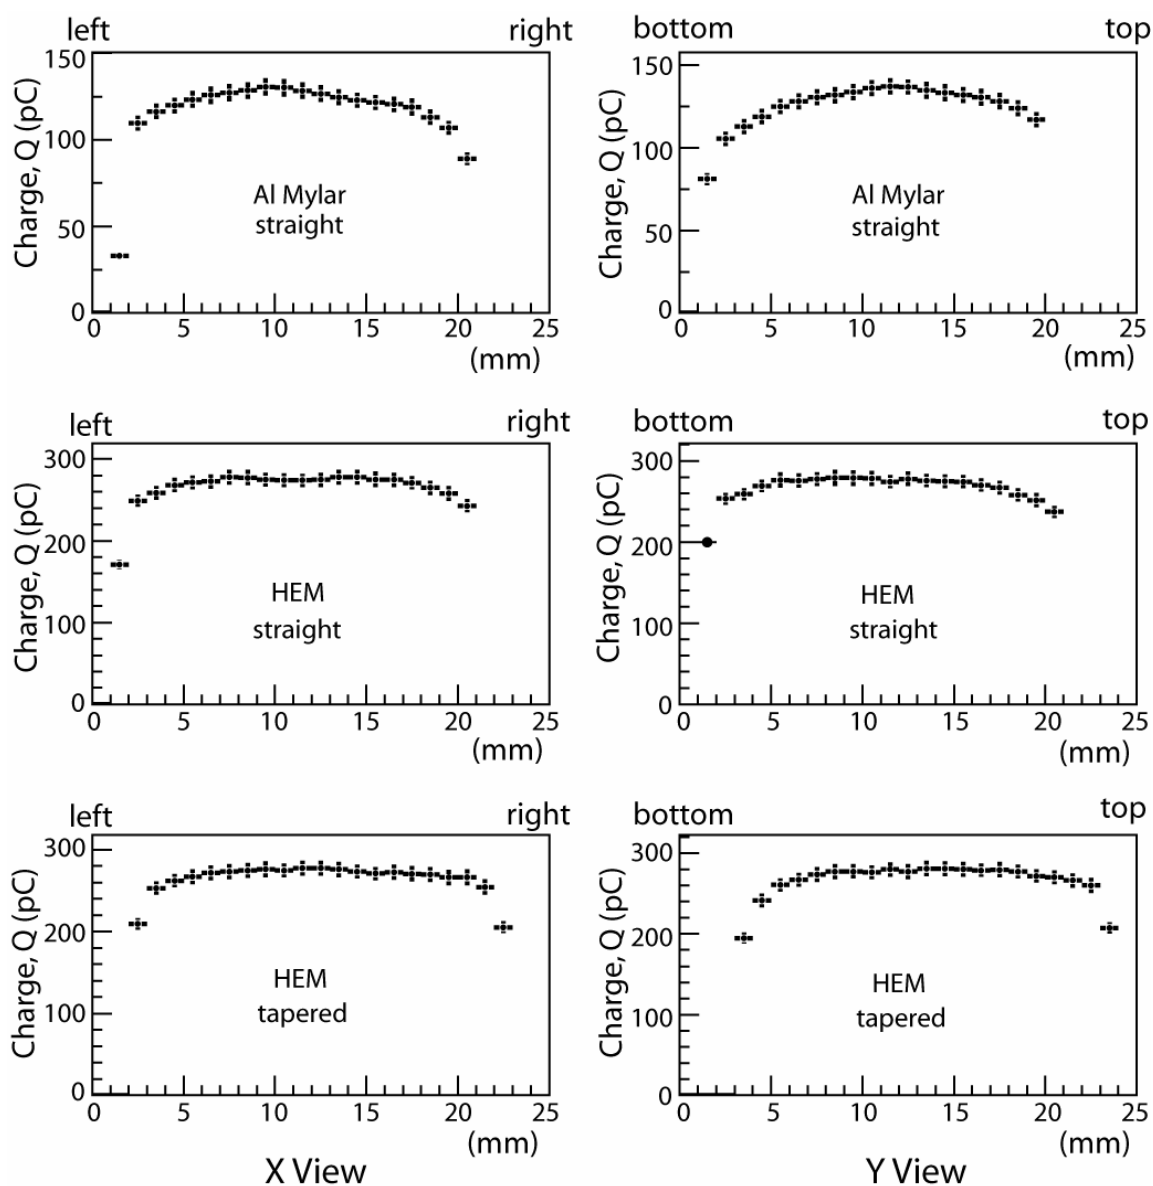 left right
150
100
50
0
Charge, Q (pC)
Al Mylar
straight
0 5 10 15 20 25
(mm)
bottom top
150
100
50
0
Charge, Q (pC)
Al Mylar
straight
0 5 10 15 20 25
(mm)
left right
300
200
100
0
Charge, Q (pC)
HEM
straight
0 5 10 15 20 25
(mm)
bottom top
300
200
100
0
Charge, Q (pC)
HEM
straight
0 5 10 15 20 25
(mm)
left right
300
200
100
0
Charge, Q (pC)
HEM
tapered
0 5 10 15 20 25
(mm)
X View
bottom top
300
200
100
0
Charge, Q (pC)
HEM
tapered
0 5 10 15 20 25
(mm)
Y View